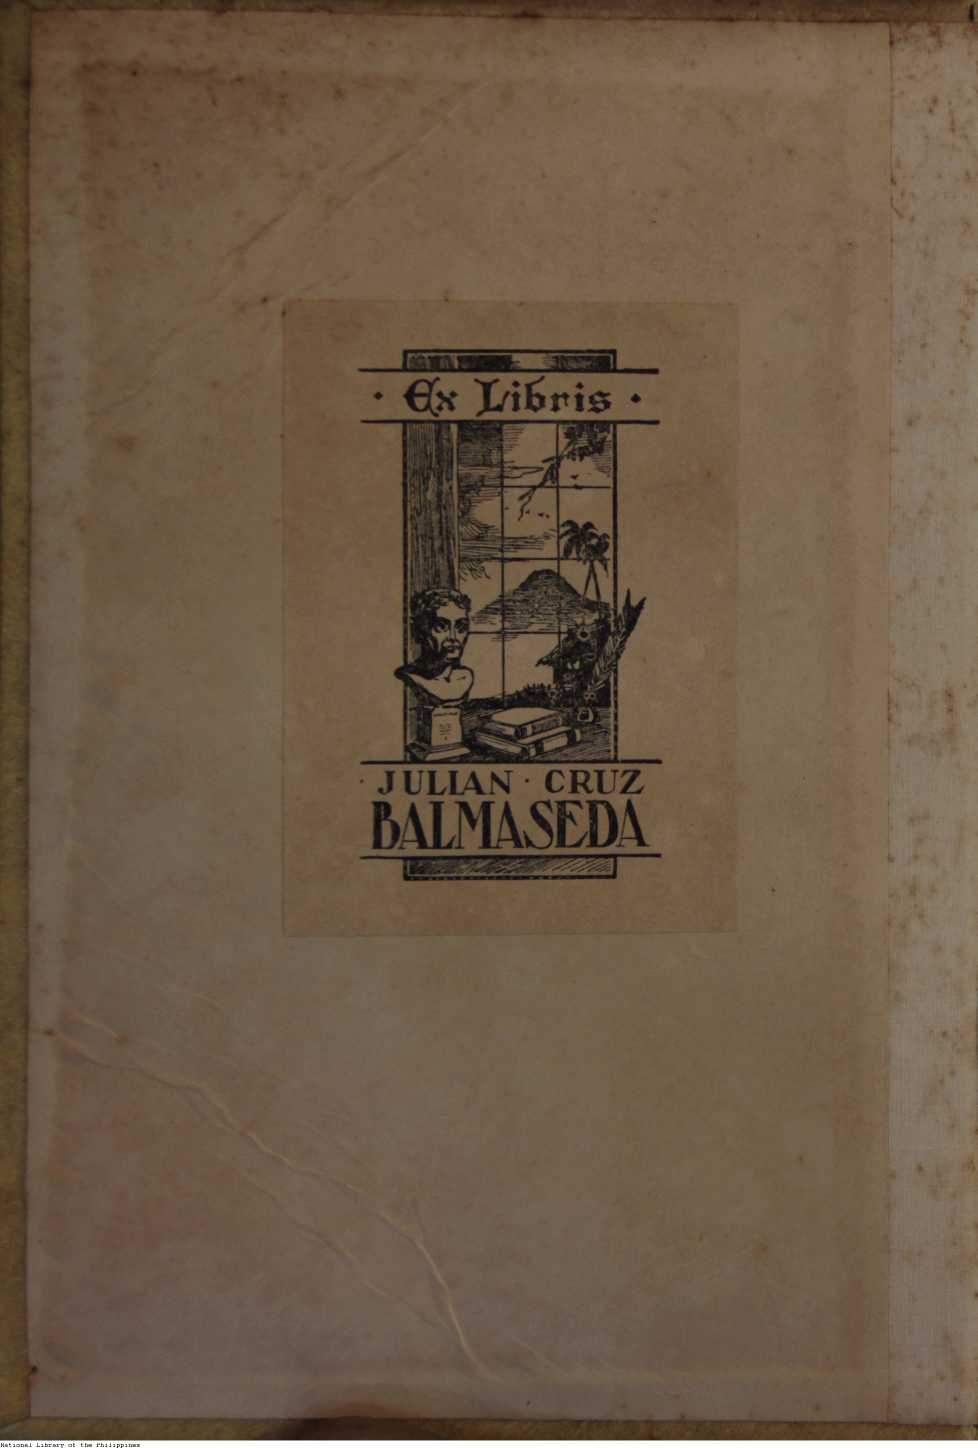 · Ex Libris ·
· JULIAN · CRUZ
BALMASEDA
National Library of the Philippines